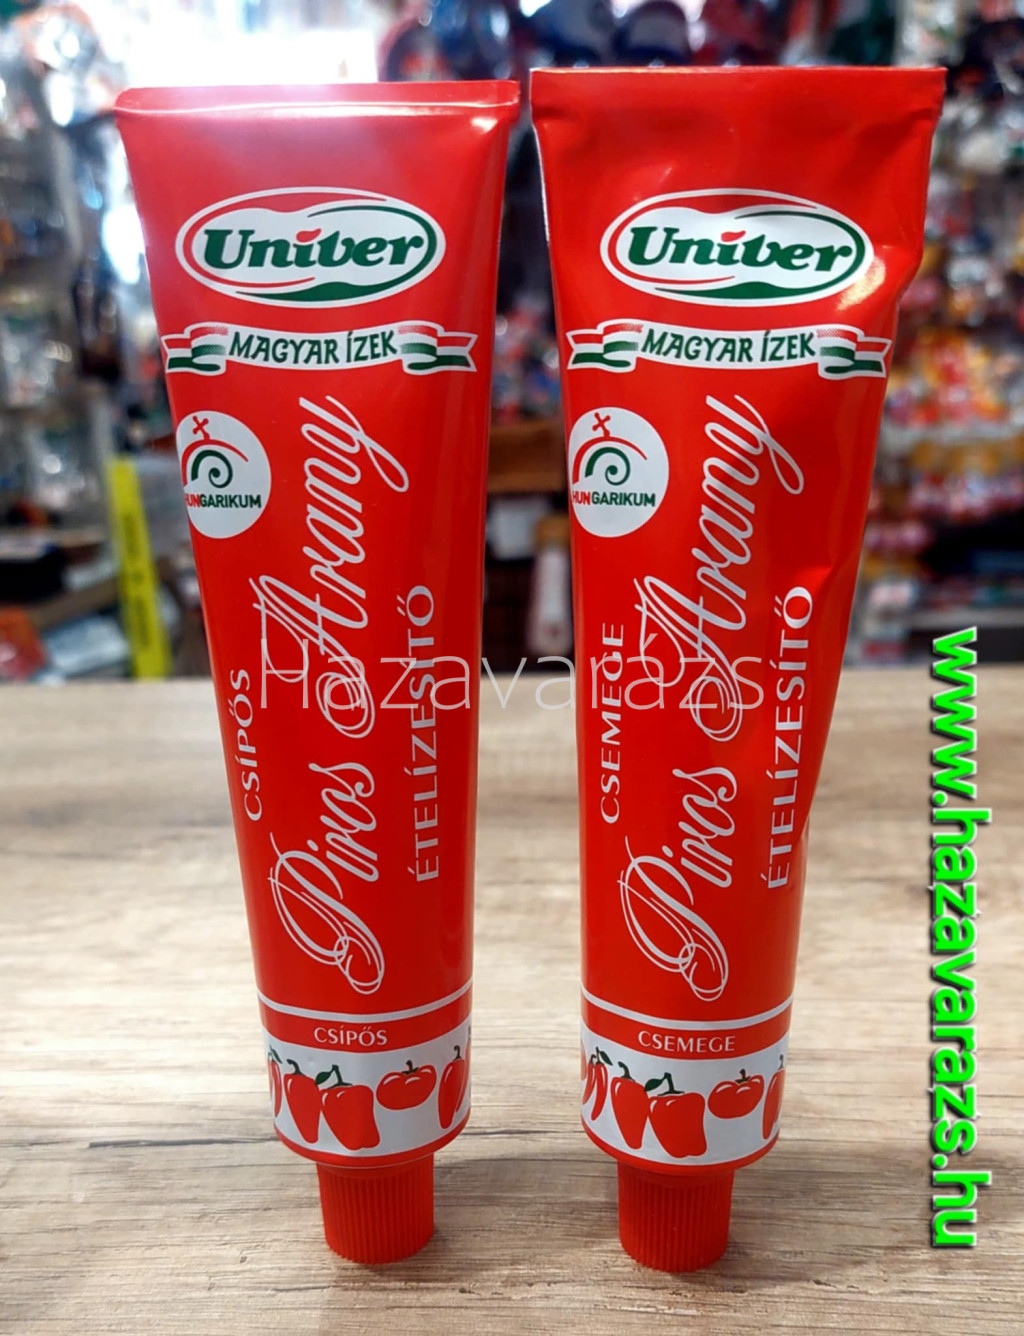 Univer
MAGYAR ÍZEK
HUNGARIKUM
CSÍPŐS
Piros Arany
ÉTELÍZESÍTŐ
CSÍPŐS
Univer
MAGYAR ÍZEK
HUNGARIKUM
CSEMEGE
Piros Arany
ÉTELÍZESÍTŐ
CSEMEGE
Hazavarázs
www.hazavarazs.hu